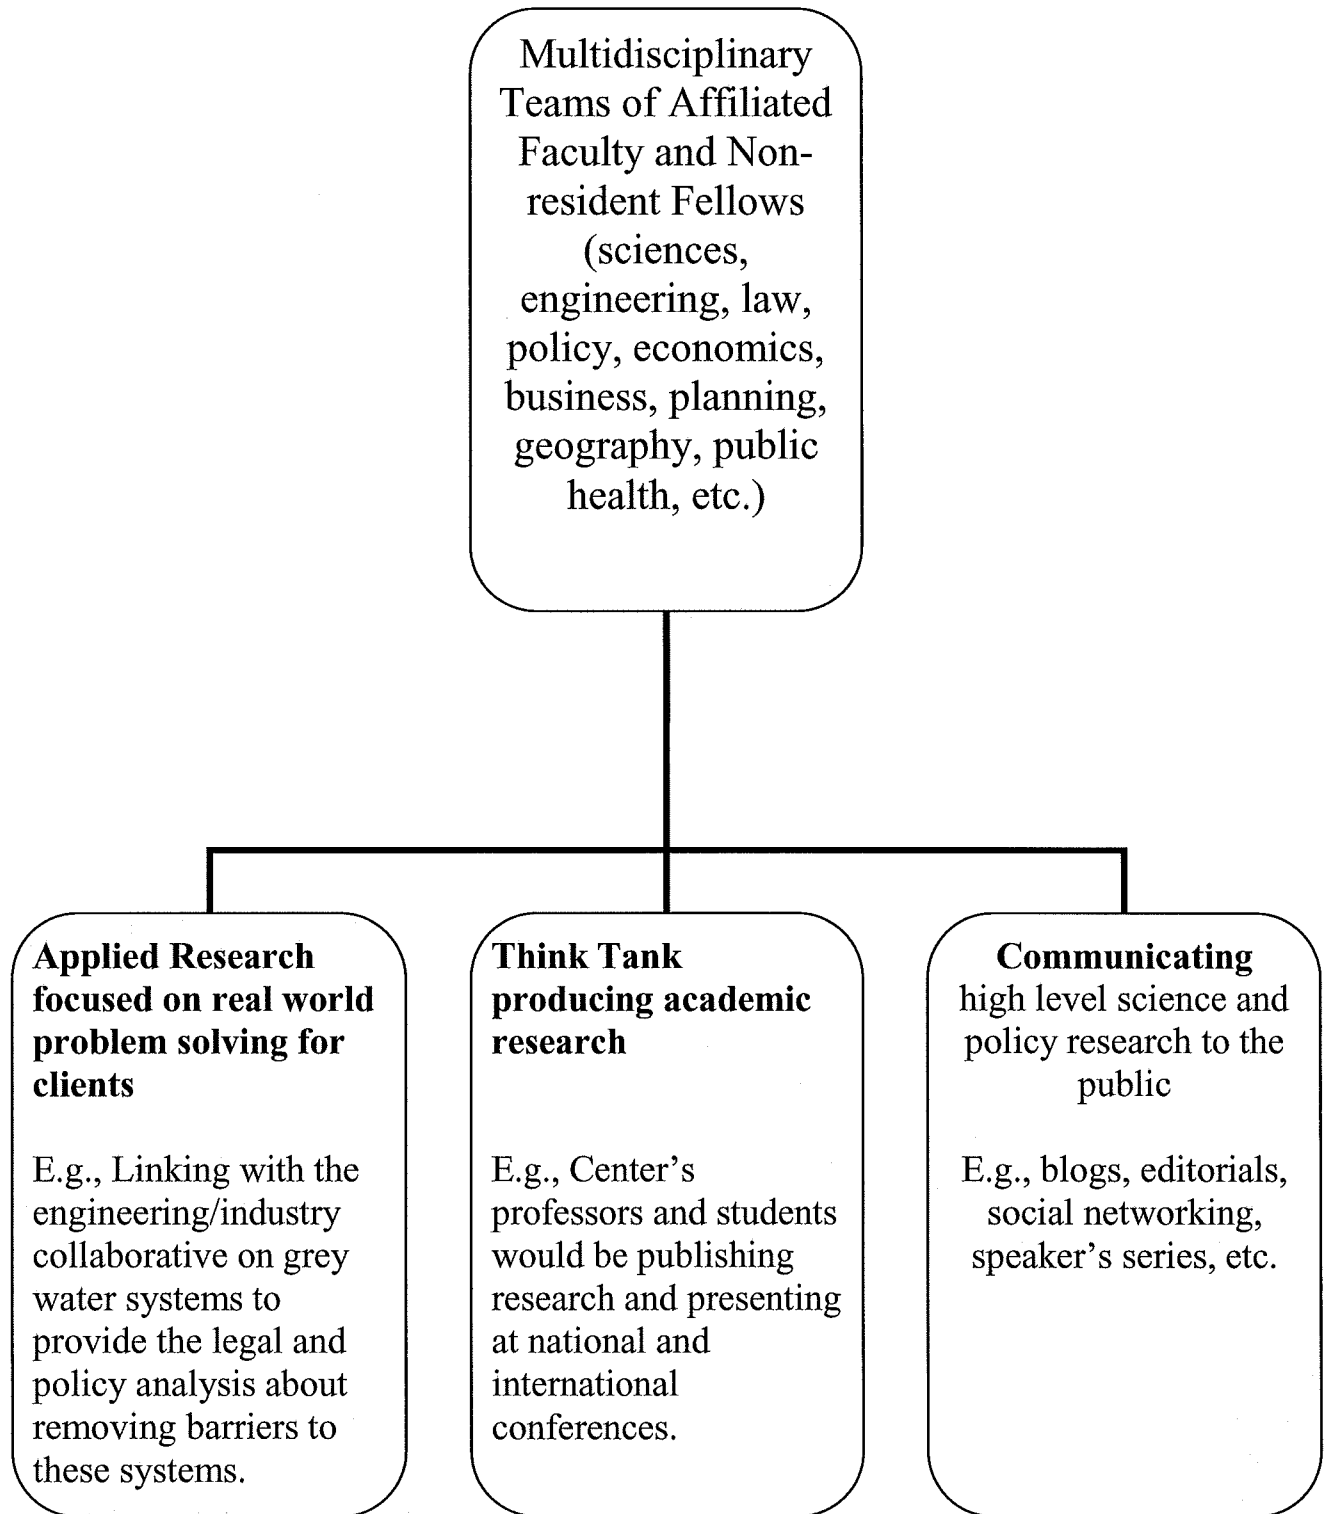 Multidisciplinary
Teams of Affiliated
Faculty and Non-
resident Fellows
(sciences,
engineering, law,
policy, economics,
business, planning,
geography, public
health, etc.)
Applied Research
focused on real world
problem solving for
clients
E.g., Linking with the
engineering/industry
collaborative on grey
water systems to
provide the legal and
policy analysis about
removing barriers to
these systems.
Think Tank
producing academic
research
E.g., Center's
professors and students
would be publishing
research and presenting
at national and
international
conferences.
Communicating
high level science and
policy research to the
public
E.g., blogs, editorials,
social networking,
speaker's series, etc.